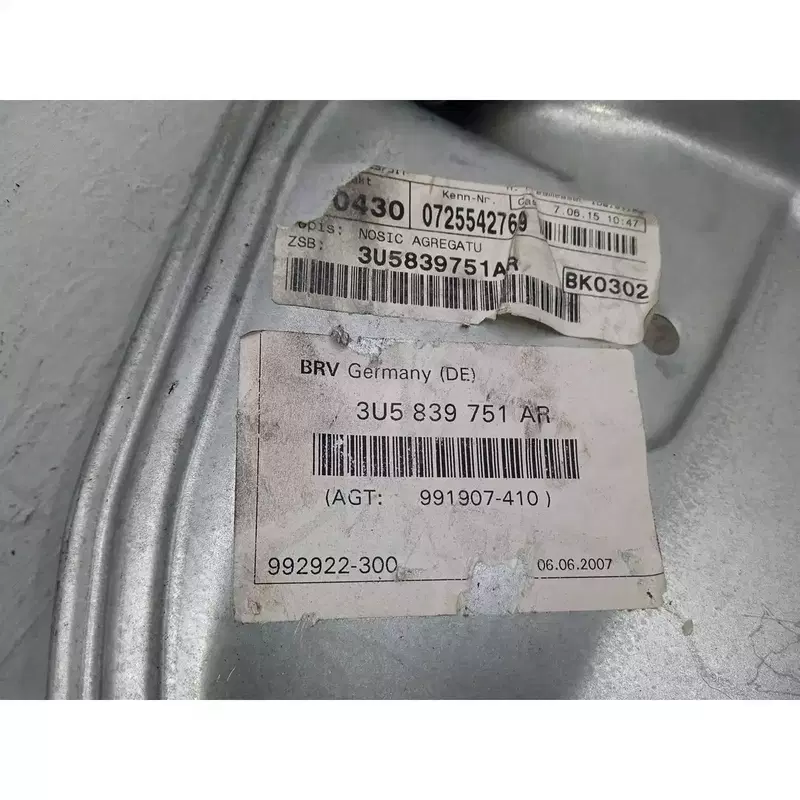 akt
0430
Kenn-Nr.
0725542769
7.06.15 10:47
opis: NOSIC AGREGATU
ZSB:
3U5839751AR
BK0302
BRV Germany (DE)
3U5 839 751 AR
(AGT: 991907-410)
992922-300
06.06.2007